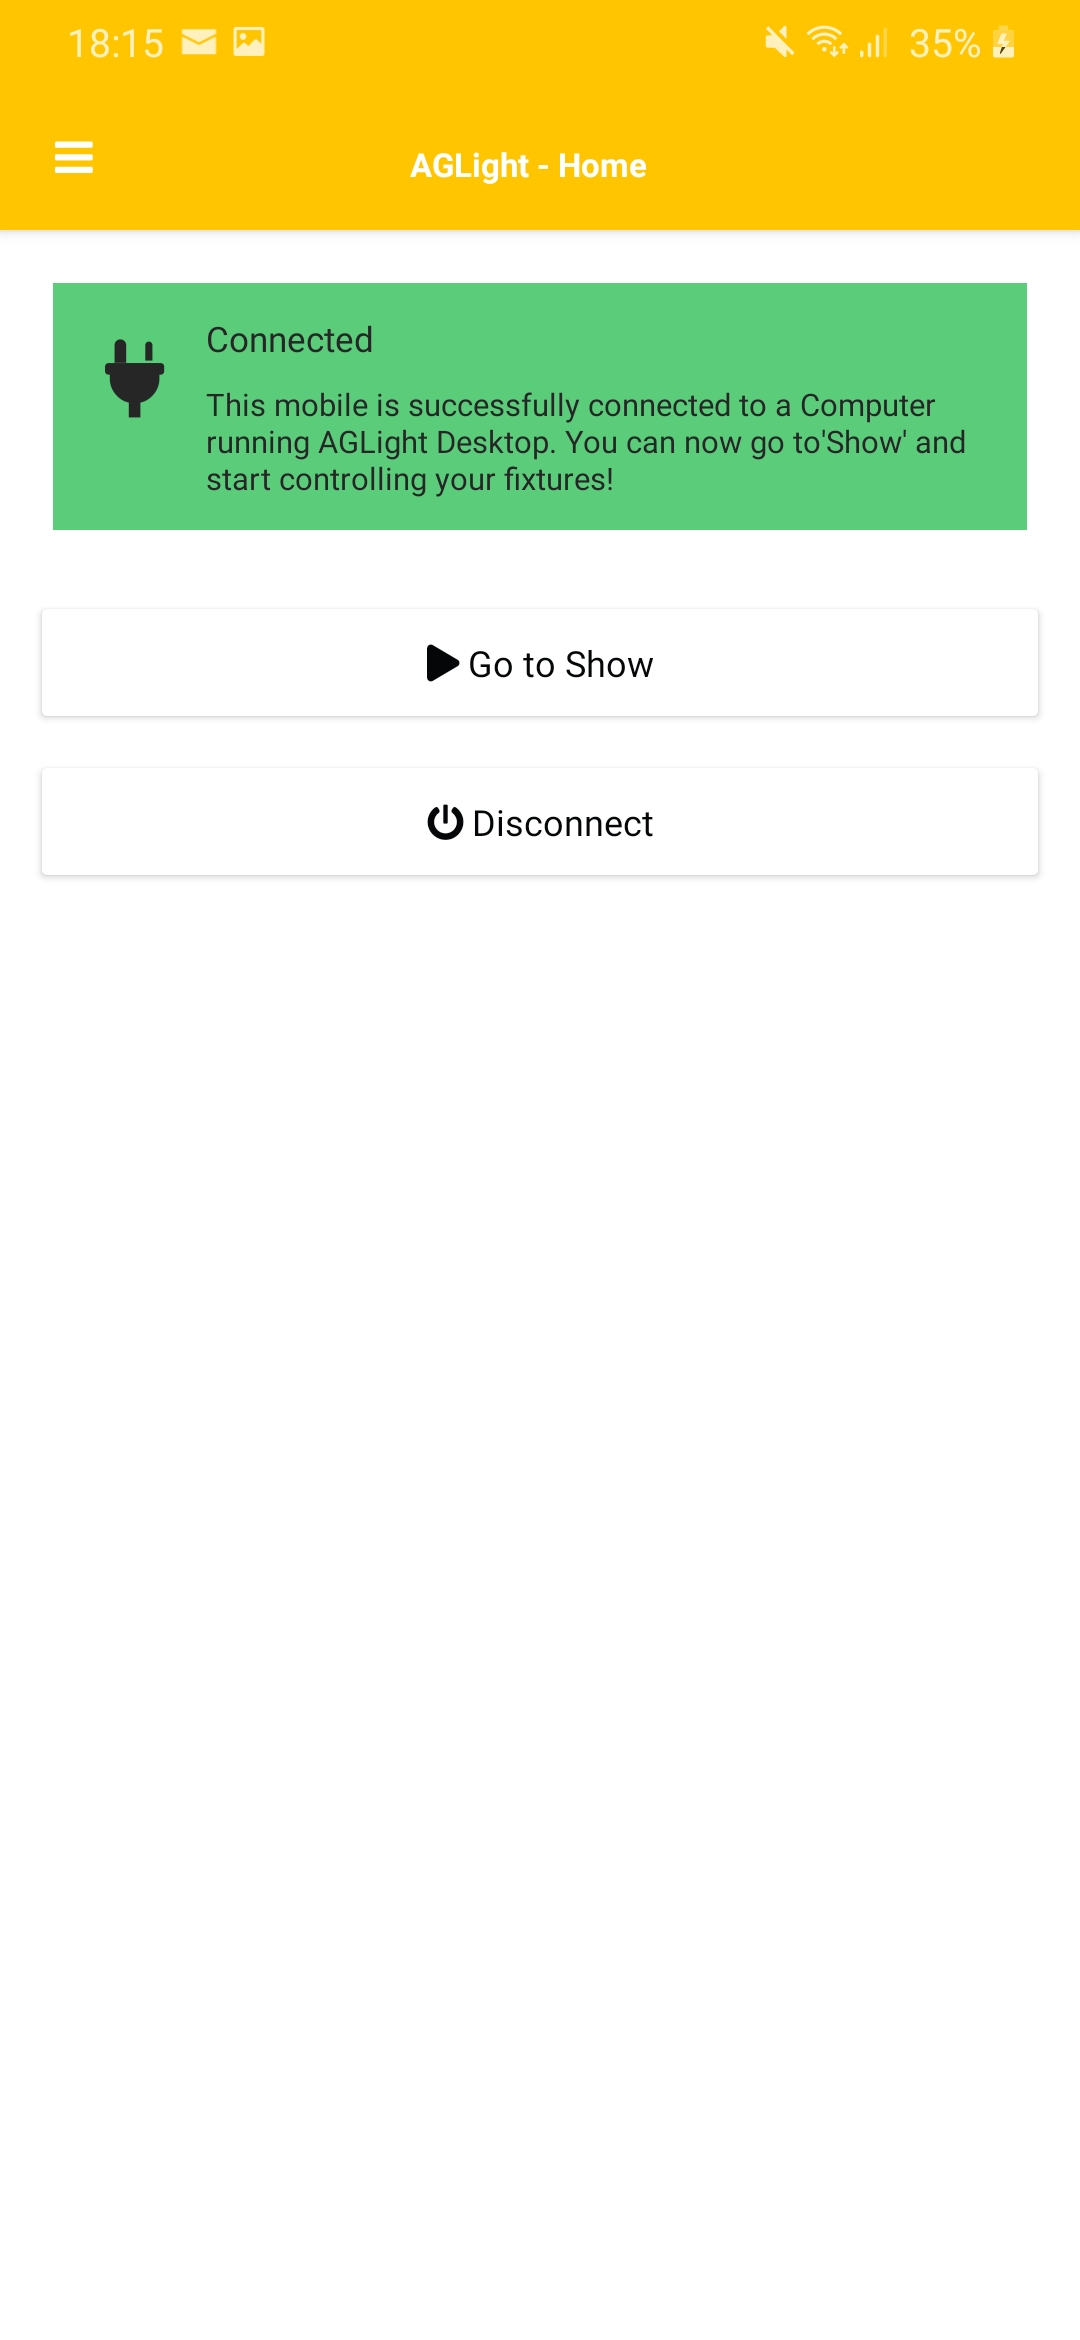 18:15
35%
AGLight - Home
Connected
This mobile is successfully connected to a Computer
running AGLight Desktop. You can now go to'Show' and
start controlling your fixtures!
Go to Show
Disconnect